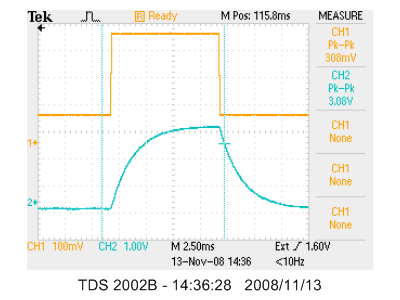 Tek Ready M Pos: 115.8ms MEASURE
CH1
Pk-Pk
308mV
CH2
Pk-Pk
3.08V
CH1
None
CH1
None
CH1
None
1
2
CH1 100mV CH2 1.00V M 2.50ms Ext 1.60V
13-Nov-08 14:36 <10Hz
TDS 2002B - 14:36:28 2008/11/13